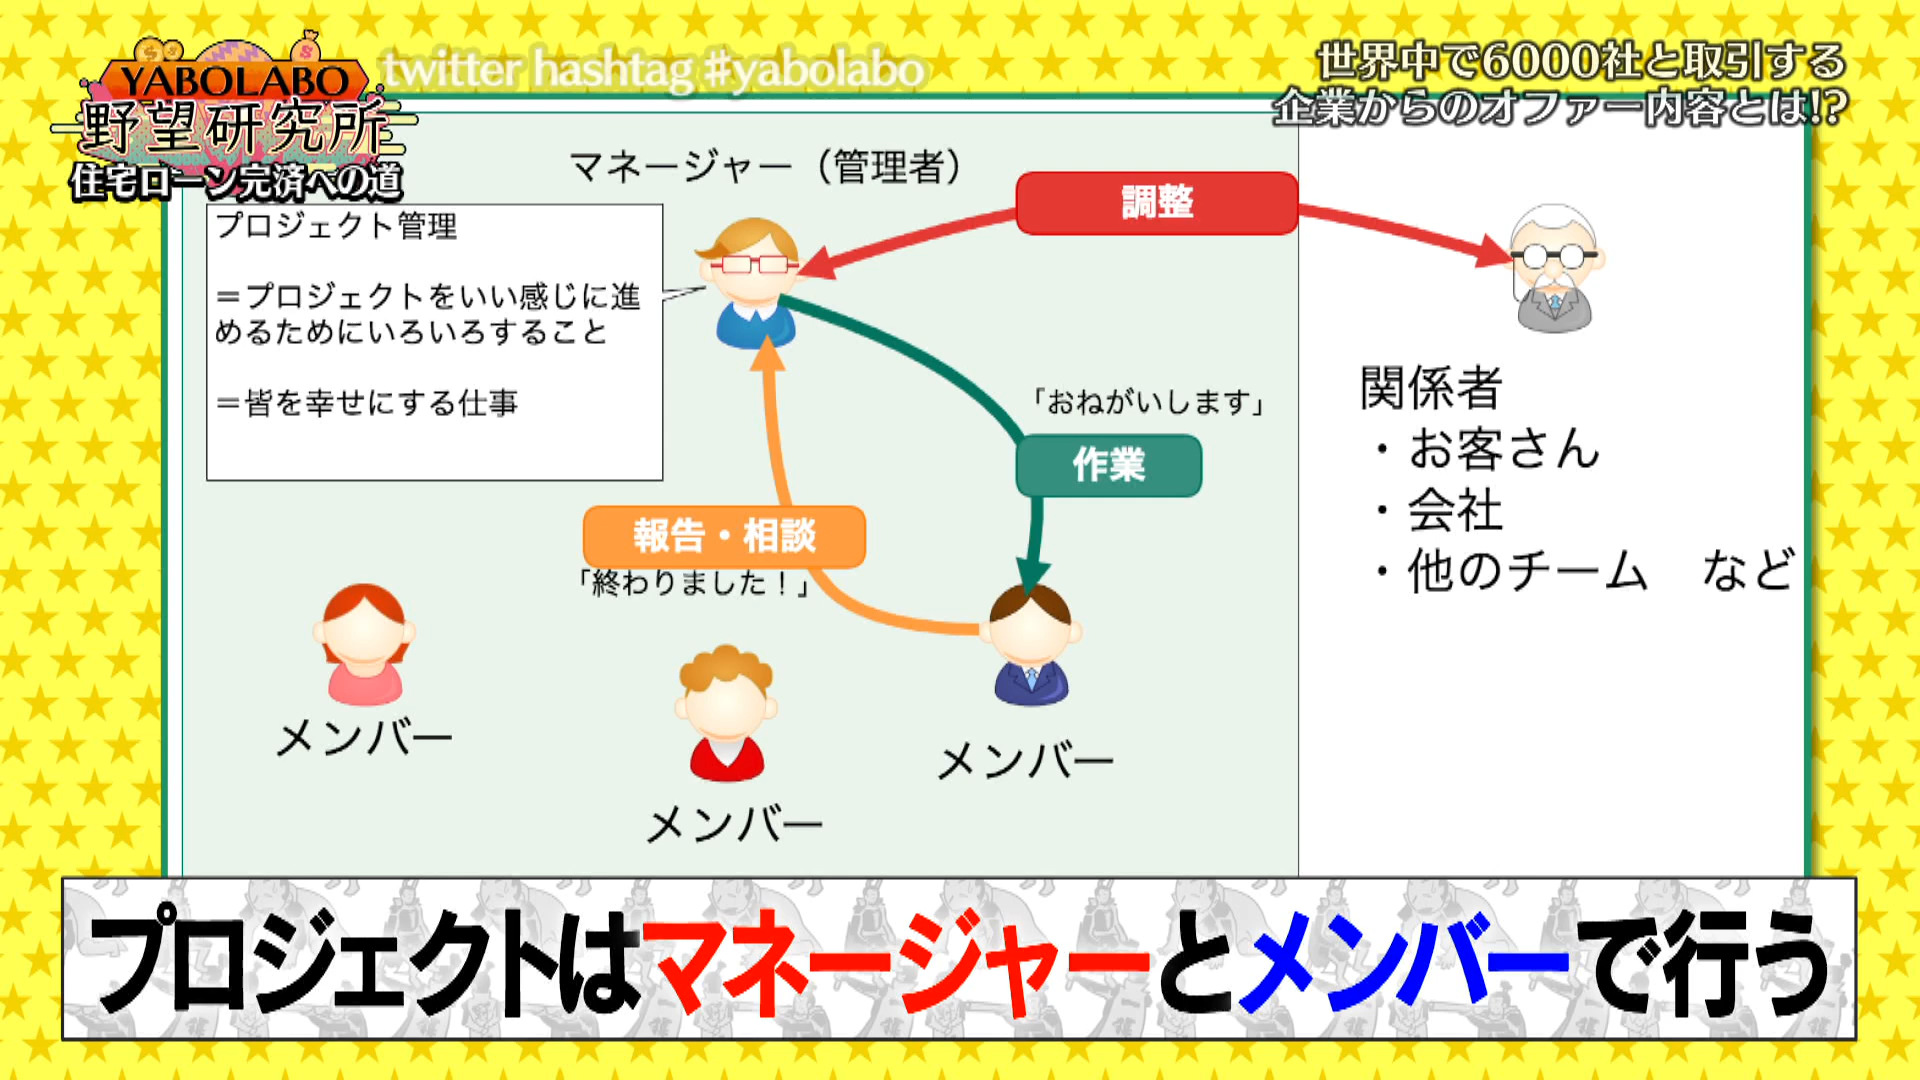 YABOLABO
野望研究所
住宅ローン完済への道
twitter hashtag #yabolabo
世界中で6000社と取引する
企業からのオファー内容とは!?
マネージャー（管理者）
調整
プロジェクト管理
＝プロジェクトをいい感じに進
めるためにいろいろすること
＝皆を幸せにする仕事
「おねがいします」
作業
報告・相談
「終わりました！」
関係者
・お客さん
・会社
・他のチーム　など
メンバー
メンバー
メンバー
プロジェクトはマネージャーとメンバーで行う